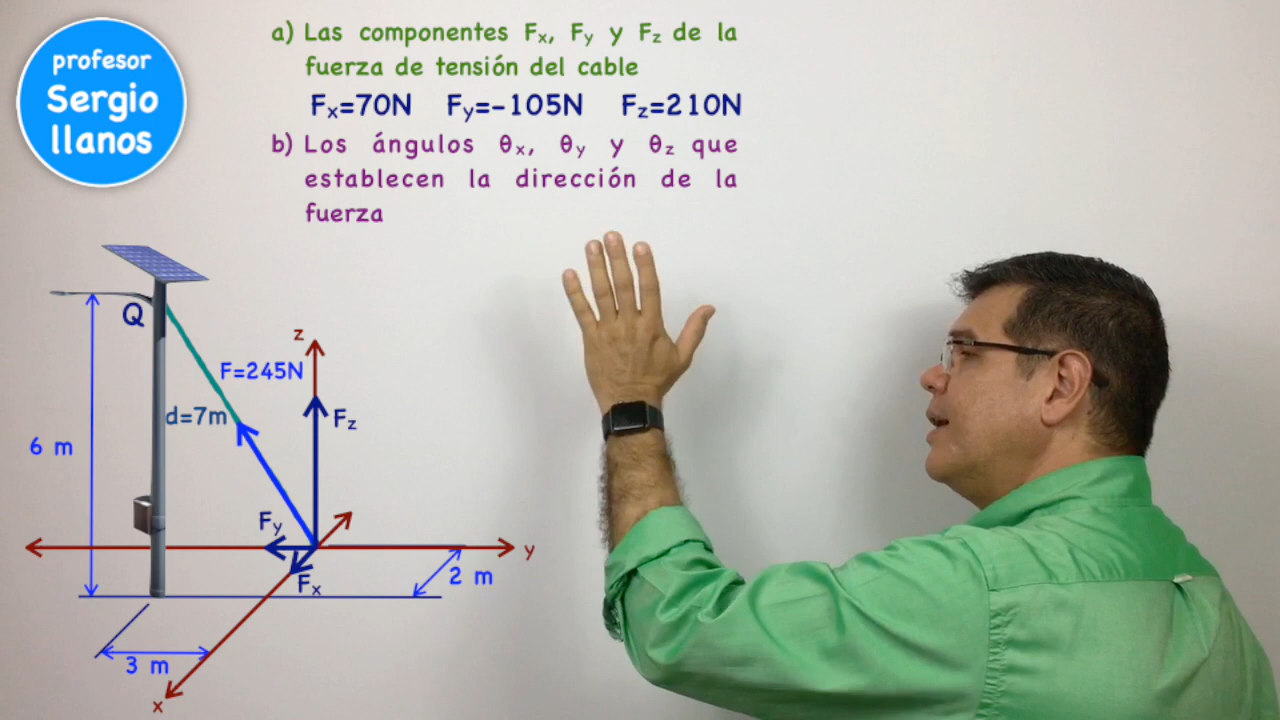 profesor
Sergio
llanos
a) Las componentes Fx, Fy y Fz de la
fuerza de tensión del cable
Fx=70N Fy=-105N Fz=210N
b) Los ángulos θx, θy y θz que
establecen la dirección de la
fuerza
Q
z
F=245N
Fz
d=7m
6 m
Fy
y
Fx
2 m
3 m
x